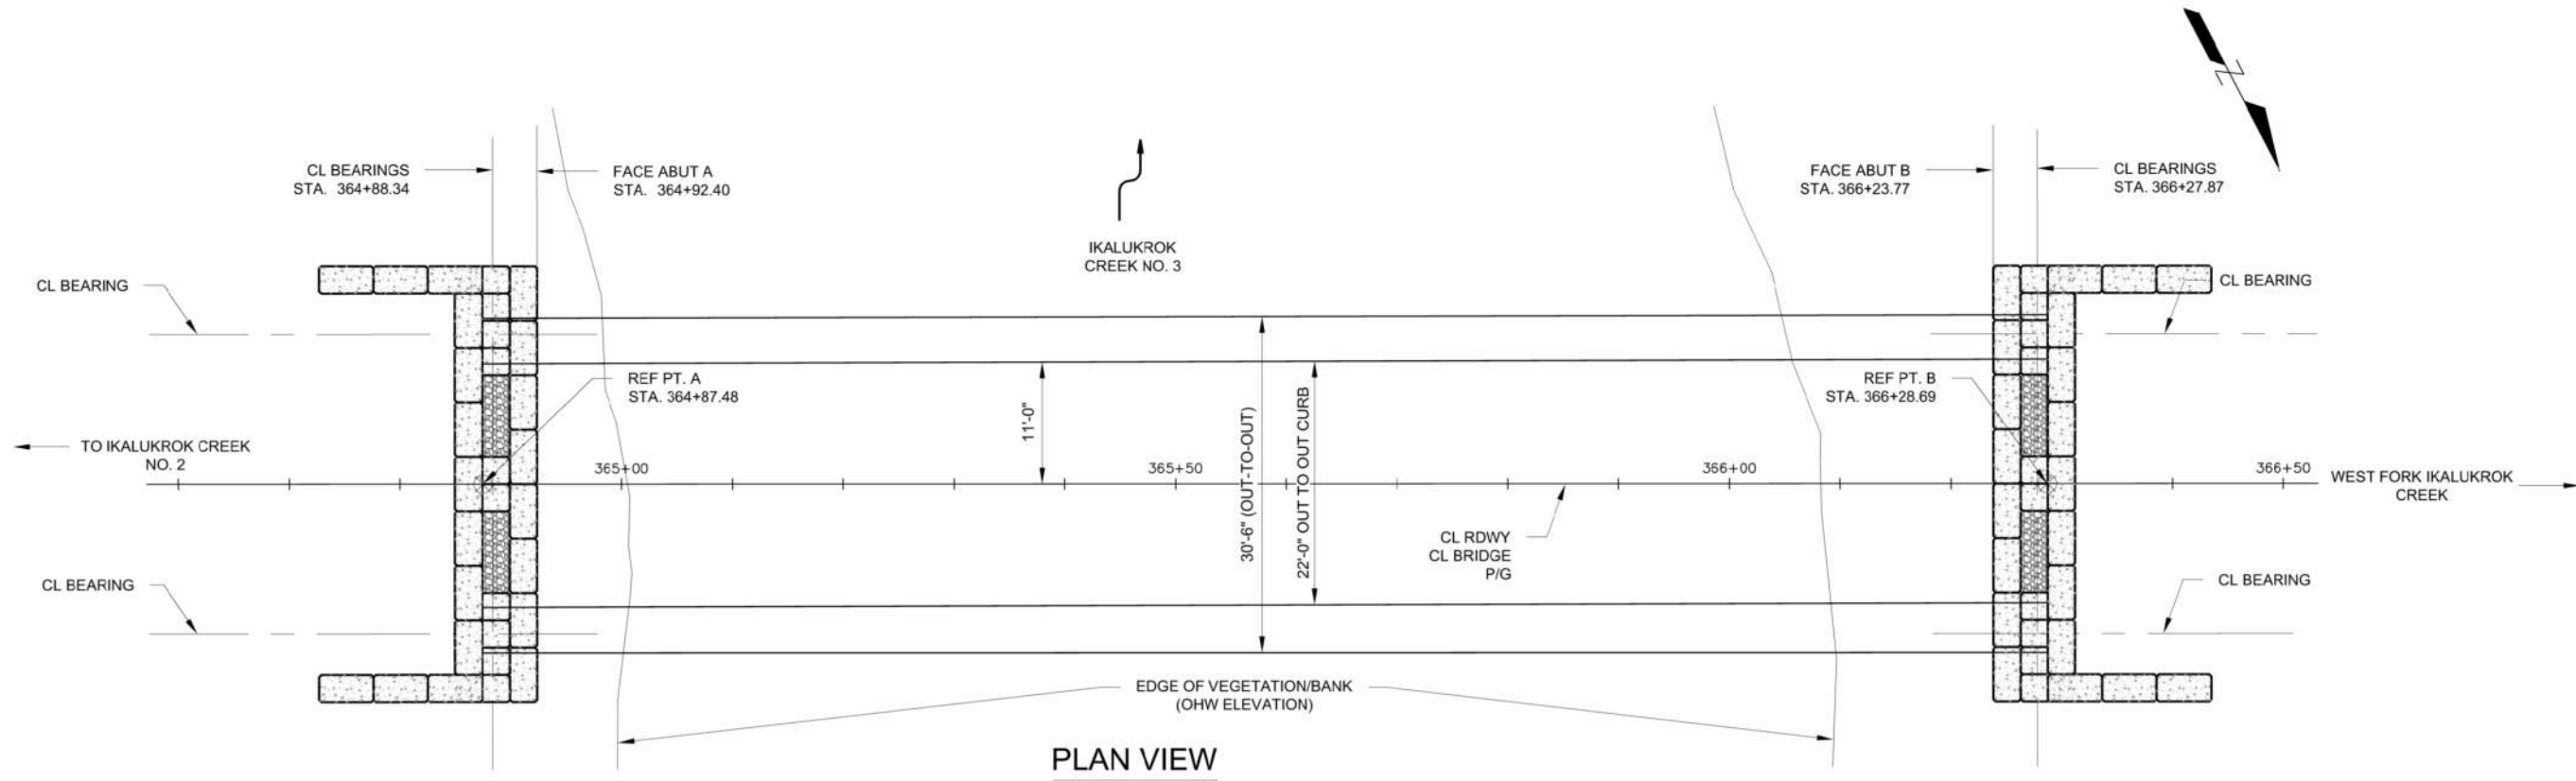 CL BEARINGS
STA. 364+88.34
FACE ABUT A
STA. 364+92.40
FACE ABUT B
STA. 366+23.77
CL BEARINGS
STA. 366+27.87
N
IKALUKROK
CREEK NO. 3
CL BEARING
CL BEARING
REF PT. A
STA. 364+87.48
11'-0"
30'-6" (OUT-TO-OUT)
22'-0" OUT TO OUT CURB
REF PT. B
STA. 366+28.69
TO IKALUKROK CREEK
NO. 2
365+00
365+50
366+00
366+50
WEST FORK IKALUKROK
CREEK
CL RDWY
CL BRIDGE
P/G
CL BEARING
CL BEARING
EDGE OF VEGETATION/BANK
(OHW ELEVATION)
PLAN VIEW